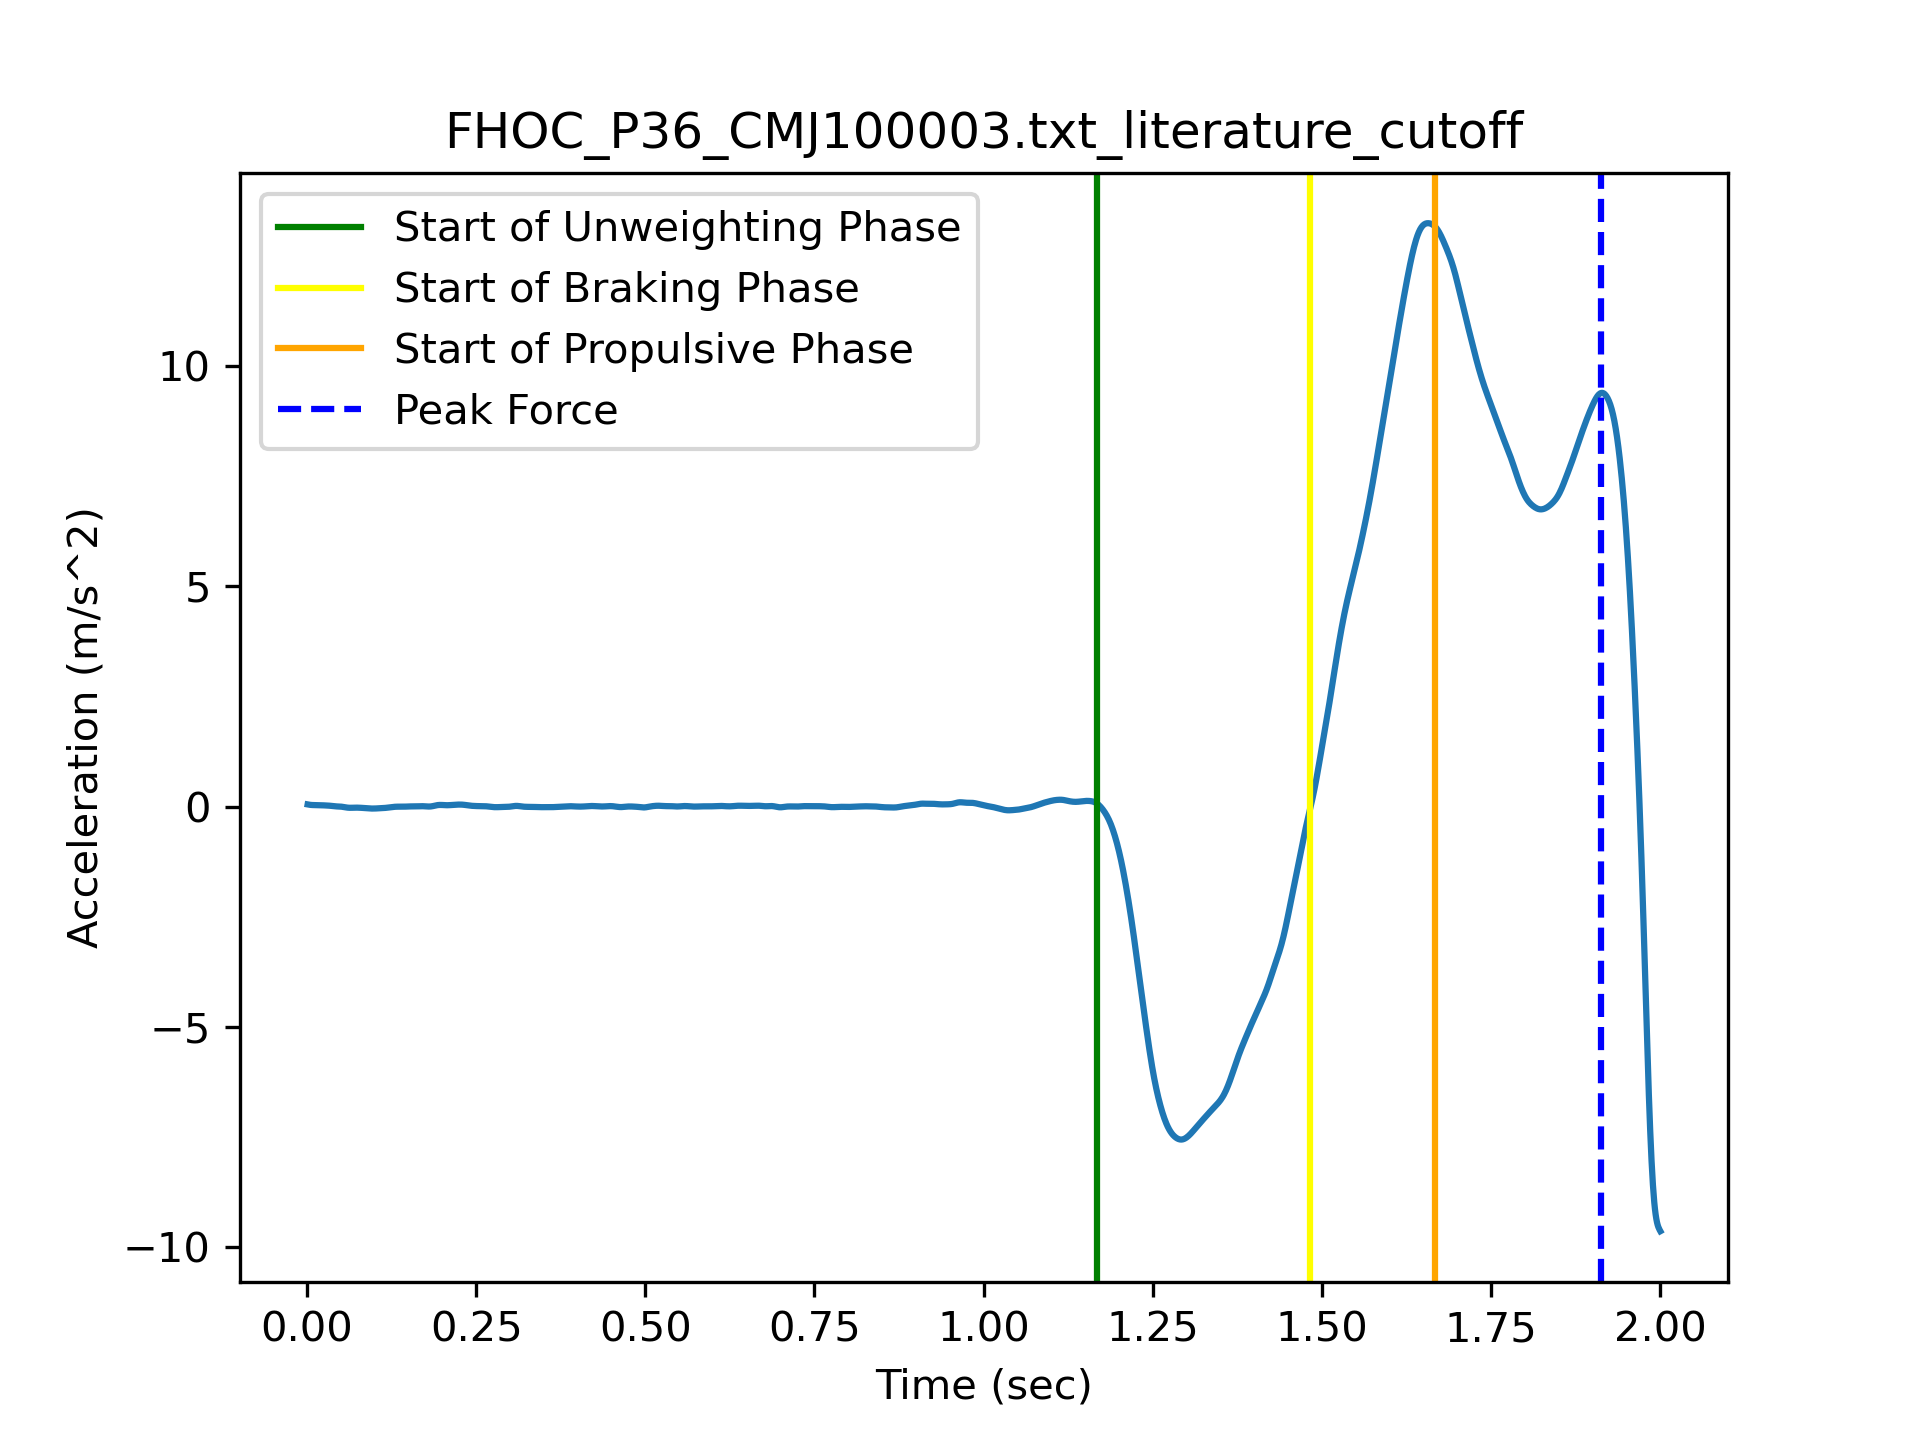 FHOC_P36_CMJ100003.txt_literature_cutoff
Start of Unweighting Phase
Start of Braking Phase
Start of Propulsive Phase
Peak Force
Acceleration (m/s^2)
10
5
0
−5
−10
0.00 0.25 0.50 0.75 1.00 1.25 1.50 1.75 2.00
Time (sec)